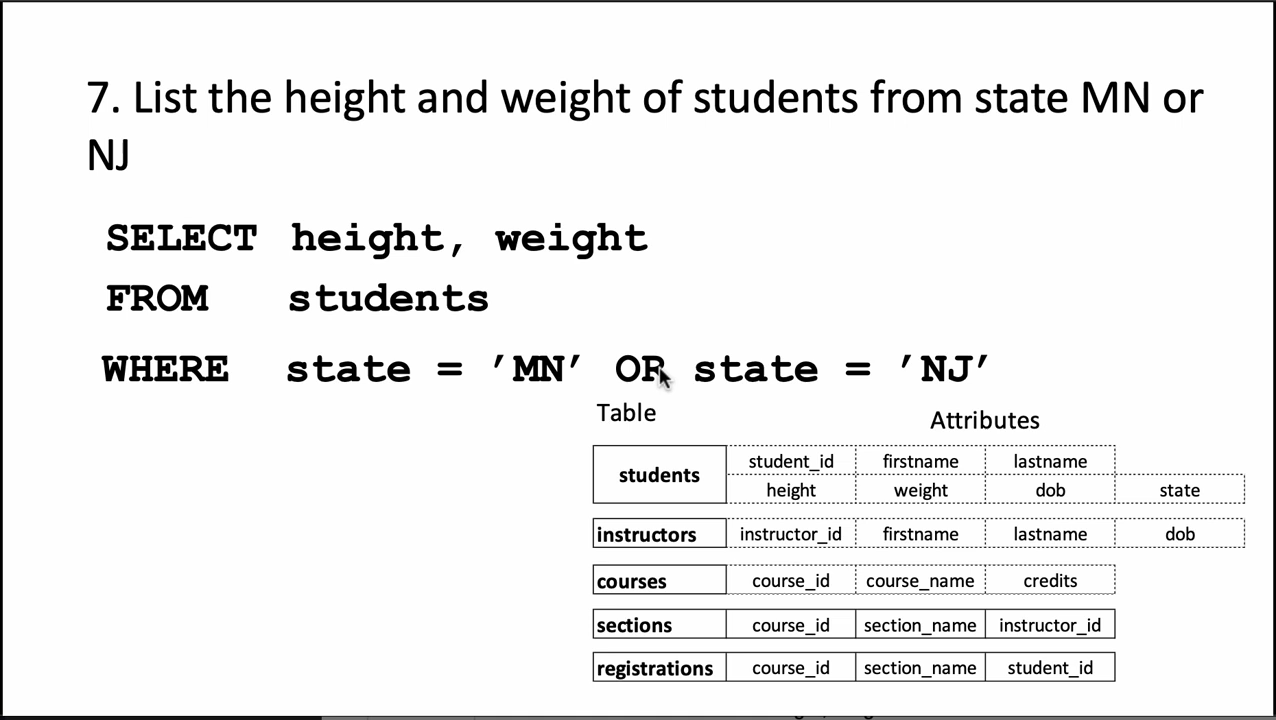 7. List the height and weight of students from state MN or
NJ
SELECT height, weight
FROM students
WHERE state = ’MN’ OR state = ’NJ’
Table Attributes
students student_id firstname lastname
height weight dob state
instructors instructor_id firstname lastname dob
courses course_id course_name credits
sections course_id section_name instructor_id
registrations course_id section_name student_id